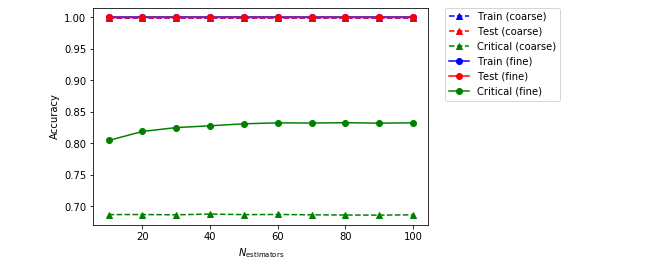 1.00
0.95
0.90
0.85
0.80
0.75
0.70
Accuracy
20
40
60
80
100
N_estimators
Train (coarse)
Test (coarse)
Critical (coarse)
Train (fine)
Test (fine)
Critical (fine)